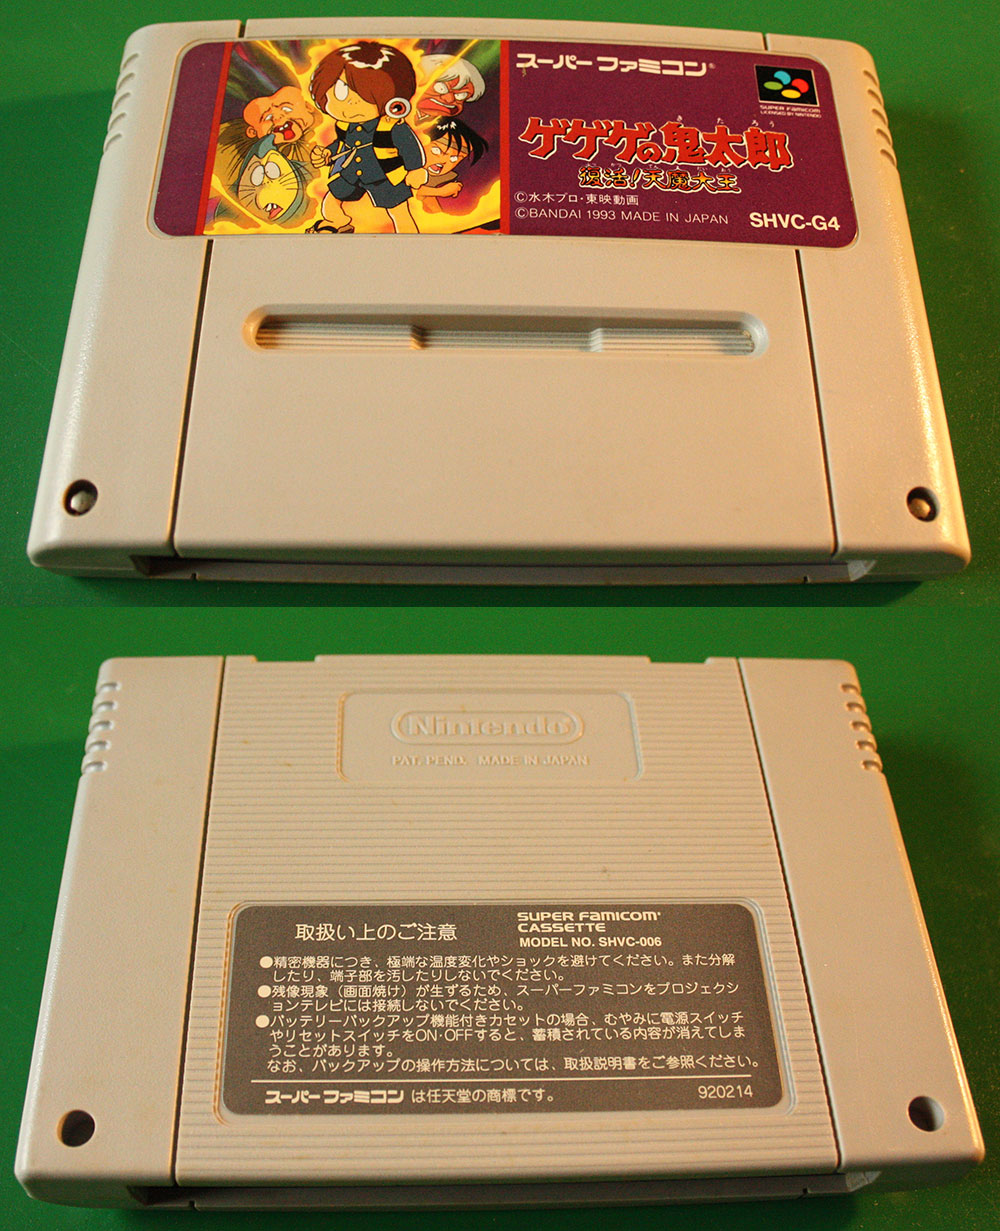 スーパーファミコン®
SUPER FAMICOM
LICENSED BY NINTENDO
きたろう
ゲゲゲの鬼太郎
復活!天魔大王
©水木プロ・東映動画
©BANDAI 1993 MADE IN JAPAN
SHVC-G4
Nintendo
PAT. PEND. MADE IN JAPAN
取扱い上のご注意
SUPER FAMICOM®
CASSETTE
MODEL NO. SHVC-006
●精密機器につき、極端な温度変化やショックを避けてください。また分解
したり、端子部を汚したりしないでください。
●残像現象(画面焼け)が生ずるため、スーパーファミコンをプロジェクシ
ョンテレビには接続しないでください。
●バッテリーバックアップ機能付きカセットの場合、むやみに電源スイッチ
やリセットスイッチをON・OFFすると、蓄積されている内容が消えてしま
うことがあります。
なお、バックアップの操作方法については、取扱説明書をご参照ください。
スーパーファミコンは任天堂の商標です。
920214